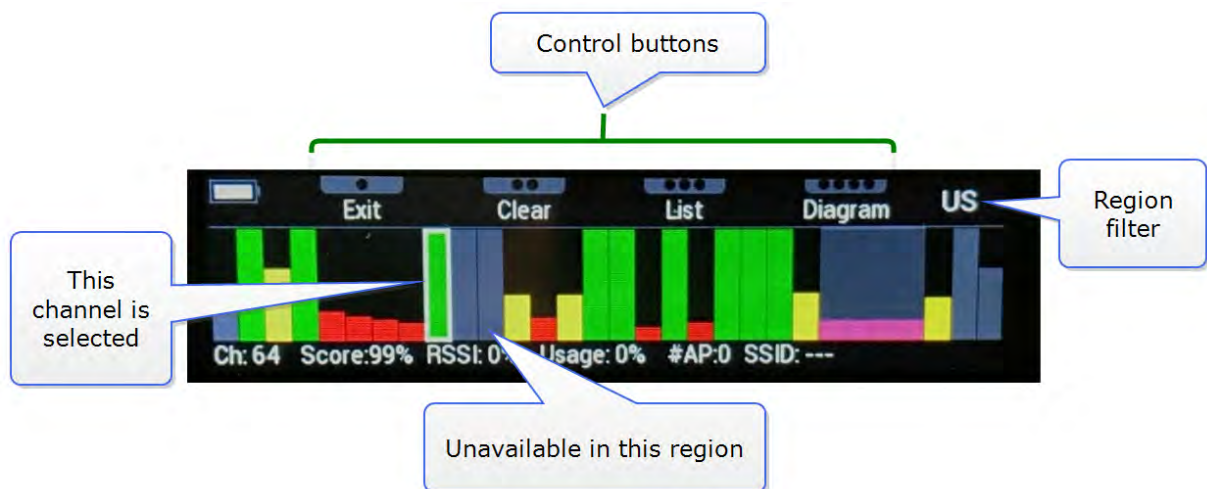 Control buttons
Exit Clear List Diagram US
Region
filter
This
channel is
selected
Ch: 64 Score:99% RSSI: 0% Usage: 0% #AP:0 SSID: ---
Unavailable in this region